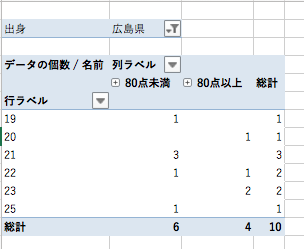 出身 広島県
データの個数 / 名前 列ラベル
80点未満 80点以上 総計
行ラベル
19 1 1
20 1 1
21 3 3
22 1 1 2
23 2 2
25 1 1
総計 6 4 10